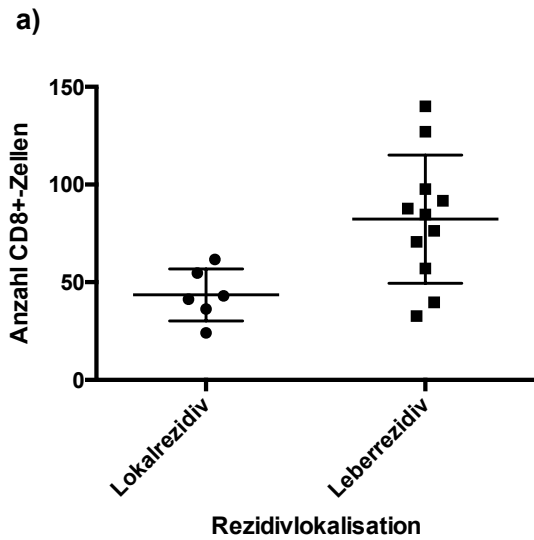 a)
150
100
50
0
Anzahl CD8+-Zellen
Lokalrezidiv
Leberrezidiv
Rezidivlokalisation